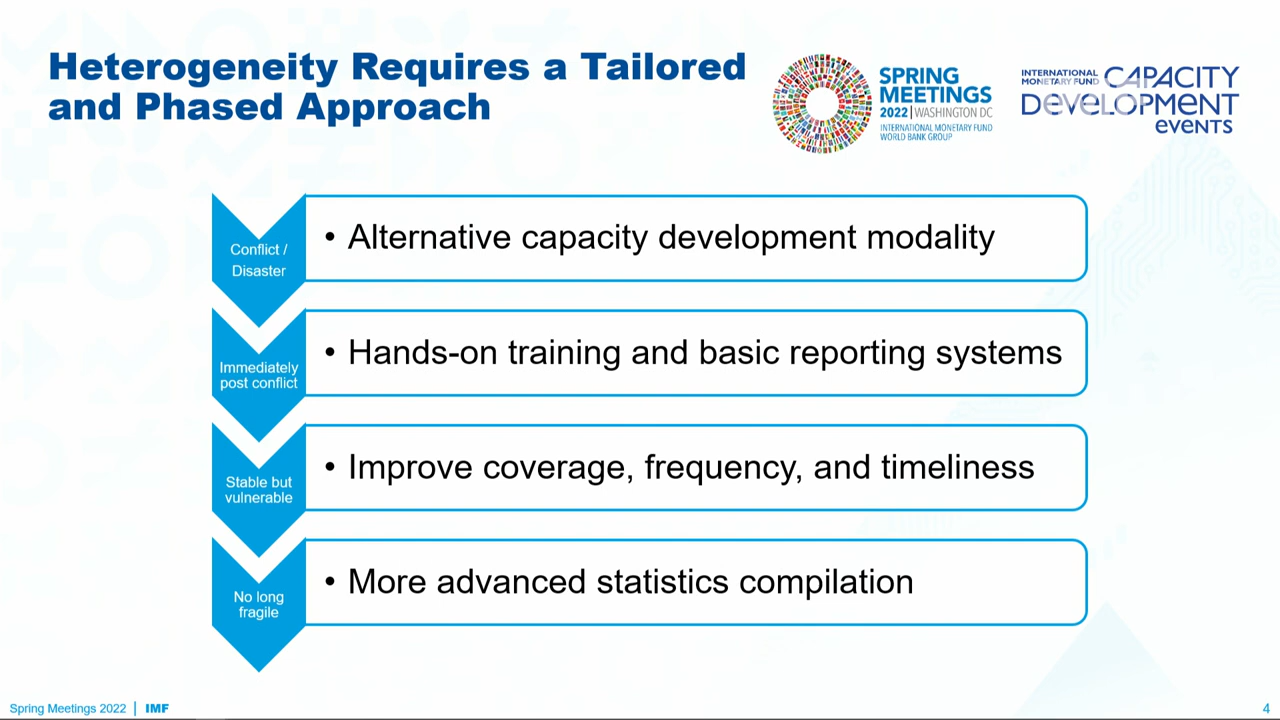 Heterogeneity Requires a Tailored
and Phased Approach
SPRING
MEETINGS
2022 | WASHINGTON DC
INTERNATIONAL MONETARY FUND
WORLD BANK GROUP
INTERNATIONAL
MONETARY FUND CAPACITY
DEVELOPMENT
events
Conflict /
Disaster
• Alternative capacity development modality
Immediately
post conflict
• Hands-on training and basic reporting systems
Stable but
vulnerable
• Improve coverage, frequency, and timeliness
No long
fragile
• More advanced statistics compilation
Spring Meetings 2022 | IMF
4